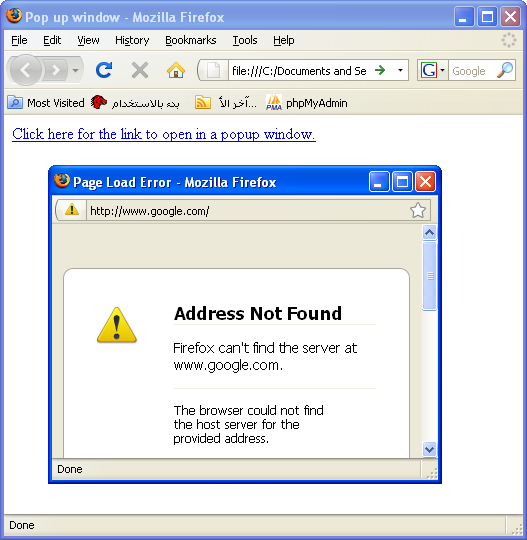 Pop up window - Mozilla Firefox
File Edit View History Bookmarks Tools Help
file:///C:/Documents and Se
G Google
Most Visited بدء بالاستخدام آخر الأ... phpMyAdmin
Click here for the link to open in a popup window.
Page Load Error - Mozilla Firefox
http://www.google.com/
Address Not Found
Firefox can't find the server at
www.google.com.
The browser could not find
the host server for the
provided address.
Done
Done